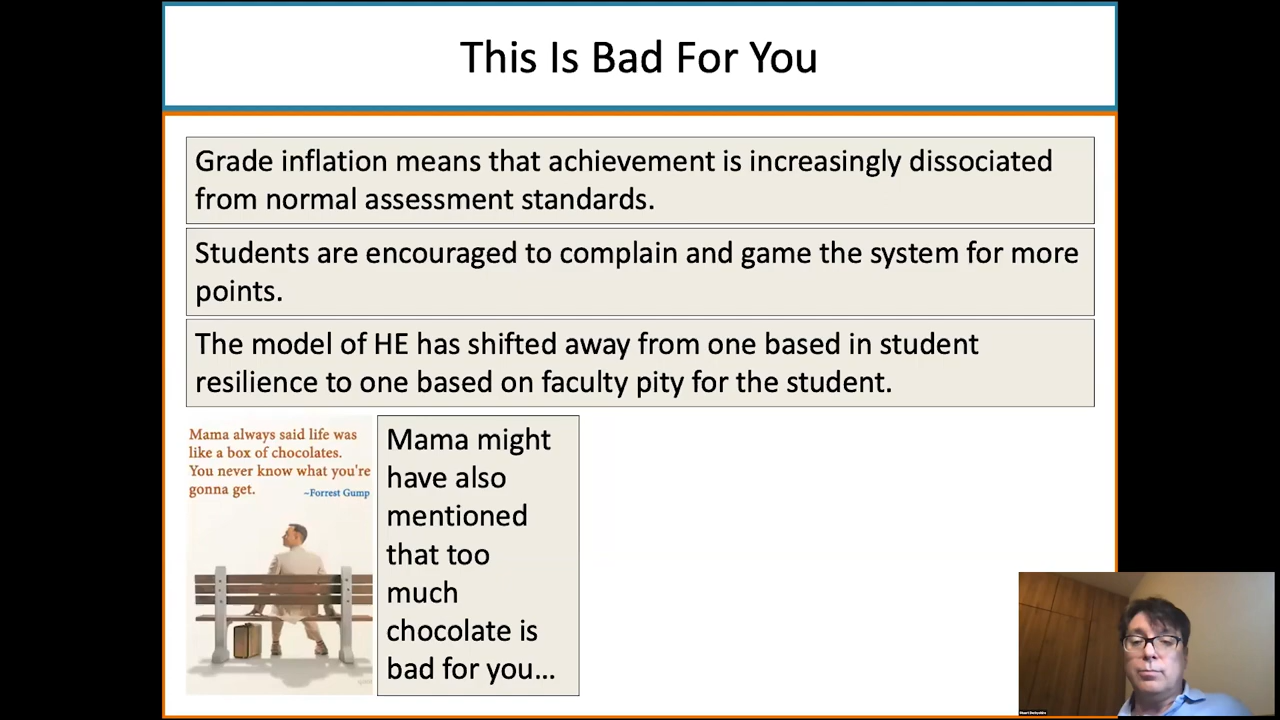 This Is Bad For You
Grade inflation means that achievement is increasingly dissociated
from normal assessment standards.
Students are encouraged to complain and game the system for more
points.
The model of HE has shifted away from one based in student
resilience to one based on faculty pity for the student.
Mama always said life was
like a box of chocolates.
You never know what you're
gonna get.
~Forrest Gump
Mama might
have also
mentioned
that too
much
chocolate is
bad for you...